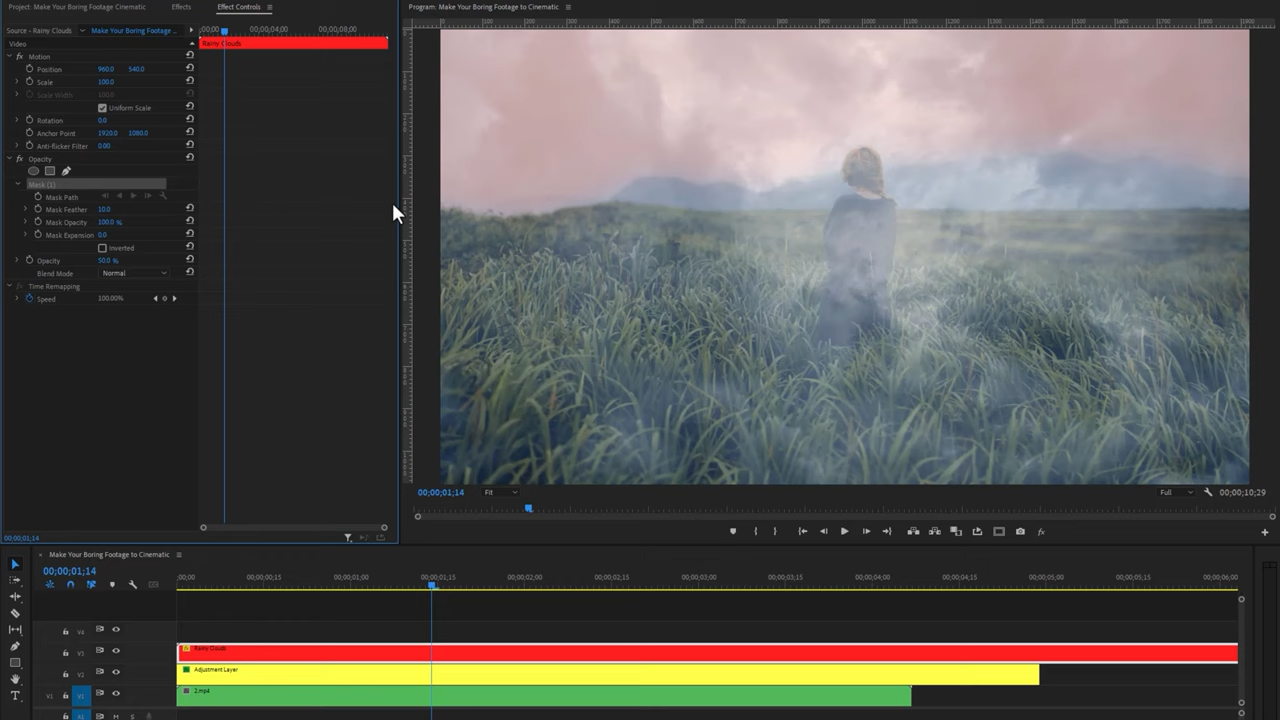 Project: Make Your Boring Footage Cinematic
Effects
Effect Controls
Program: Make Your Boring Footage to Cinematic
Source - Rainy Clouds
Make Your Boring Footage ...
;00;00
00;00;04;00
00;00;08;00
Video
Rainy Clouds
Motion
Position 960.0 540.0
Scale 100.0
Scale Width 100.0
Uniform Scale
Rotation 0.0
Anchor Point 1920.0 1080.0
Anti-flicker Filter 0.00
fx Opacity
Mask (1)
Mask Path
Mask Feather 10.0
Mask Opacity 100.0 %
Mask Expansion 0.0
Inverted
Opacity 50.0 %
Blend Mode Normal
Time Remapping
Speed 100.00%
00;00;01;14
00;00;01;14 Fit Full 00;00;10;29
Make Your Boring Footage to Cinematic
00;00;01;14
;00;00 00;00;00;15 00;00;01;00 00;00;01;15 00;00;02;00 00;00;02;15 00;00;03;00 00;00;03;15 00;00;04;00 00;00;04;15 00;00;05;00 00;00;05;15 00;00;06;00
V4
V3 Rainy Clouds
V2 Adjustment Layer
V1 V1 2.mp4
A1 M S